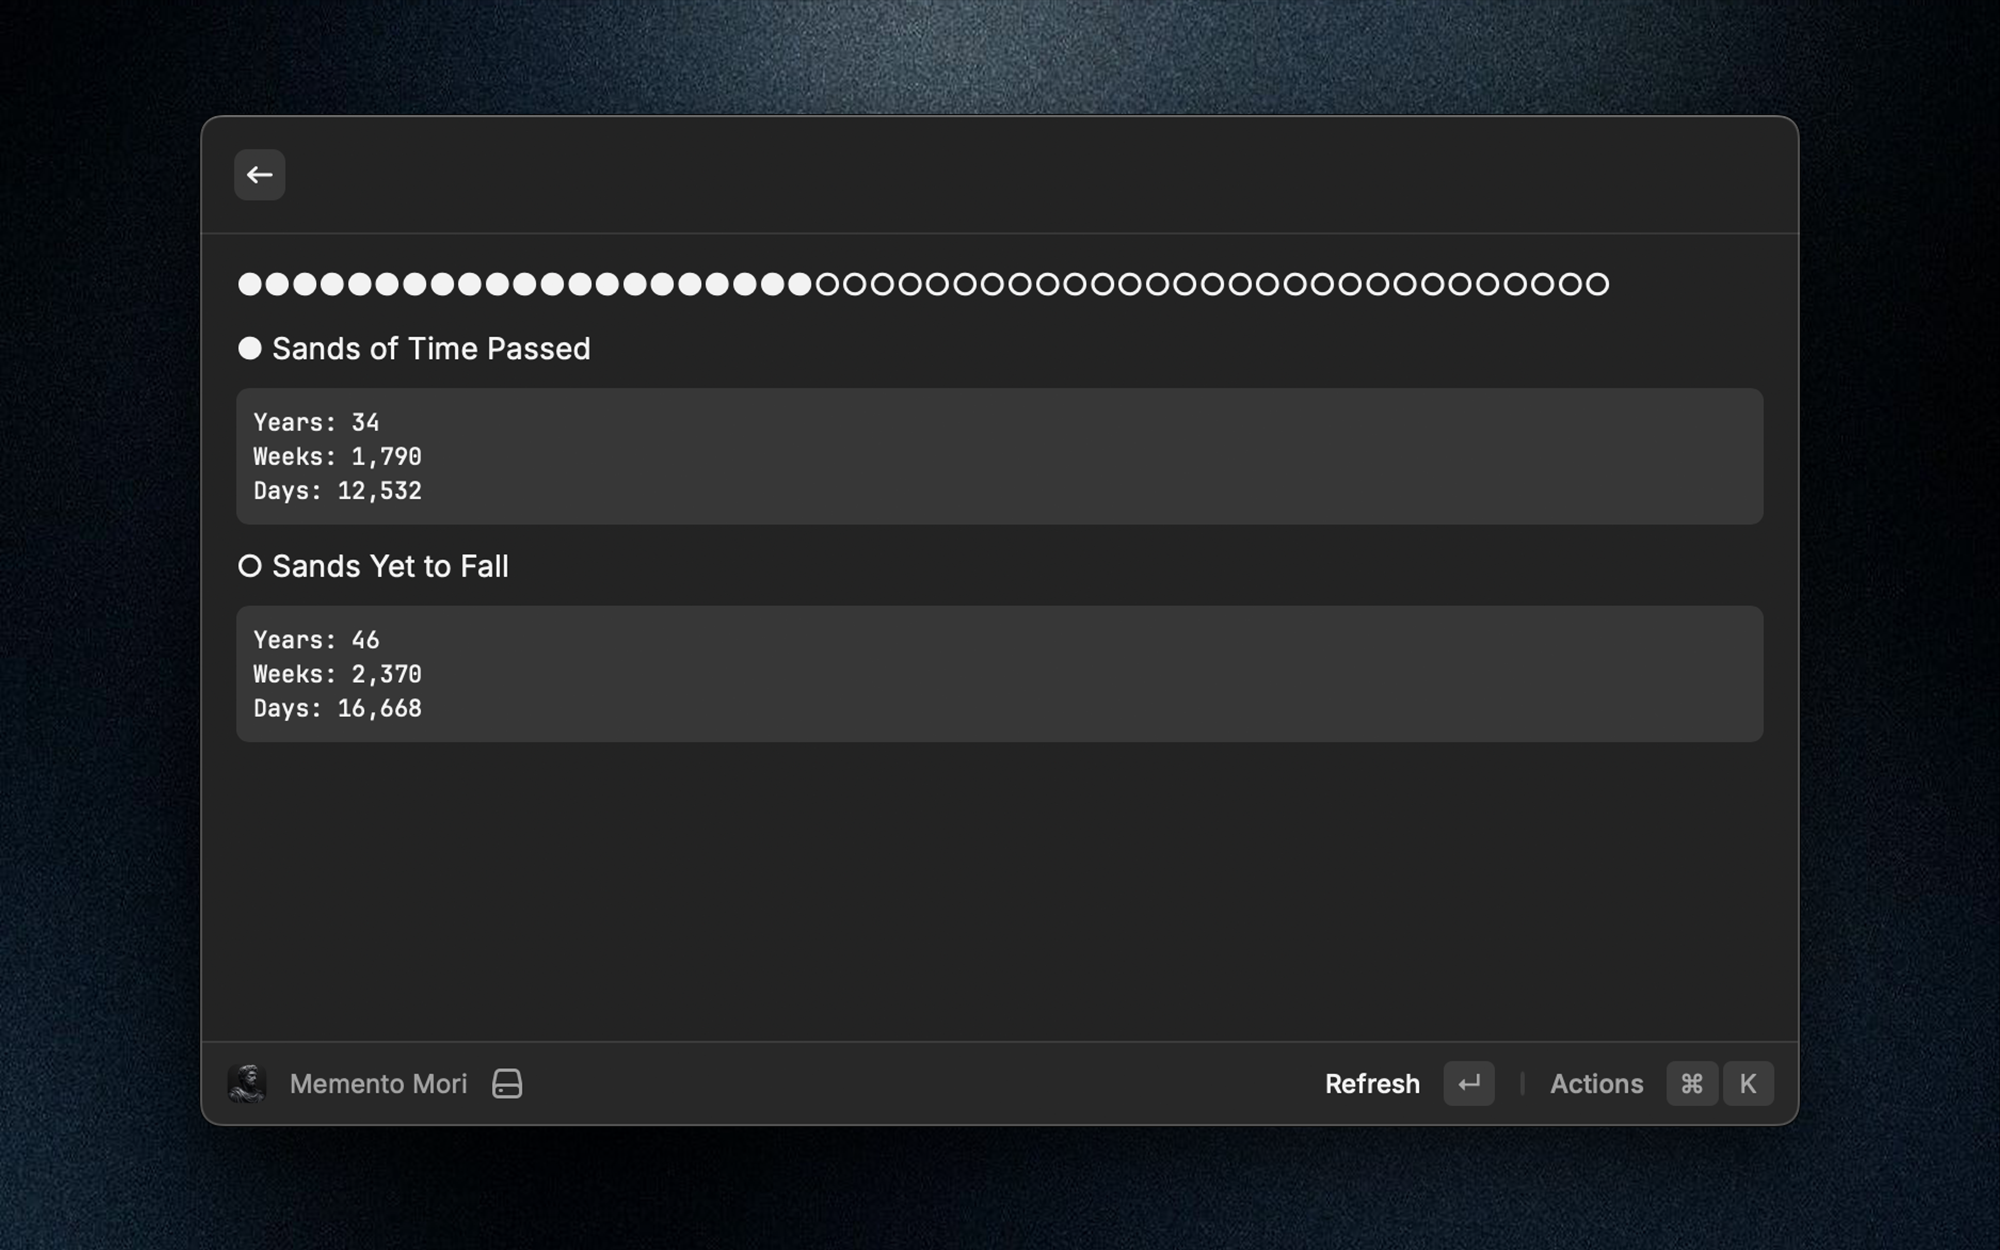 ●●●●●●●●●●●●●●●●●●●●●○○○○○○○○○○○○○○○○○○○○○○○○○○○○○
● Sands of Time Passed
Years: 34
Weeks: 1,790
Days: 12,532
○ Sands Yet to Fall
Years: 46
Weeks: 2,370
Days: 16,668
Memento Mori Refresh ↵ | Actions ⌘ K